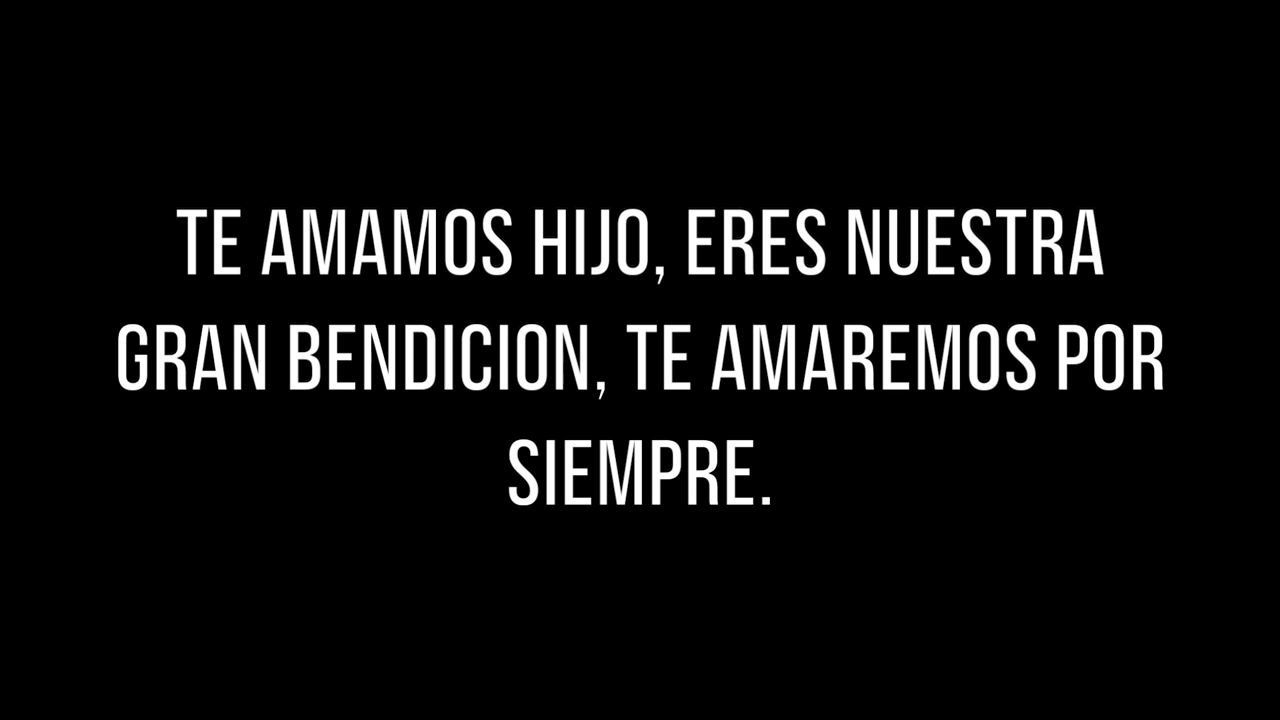 TE AMAMOS HIJO, ERES NUESTRA
GRAN BENDICION, TE AMAREMOS POR
SIEMPRE.